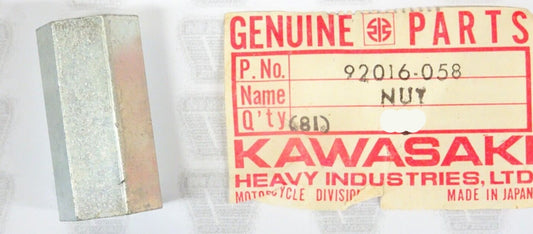 GENUINE PARTS
P. No. 92016-058
Name NUT
Q'ty (81)
KAWASAKI
HEAVY INDUSTRIES, LTD
MOTORCYCLE DIVISION MADE IN JAPAN